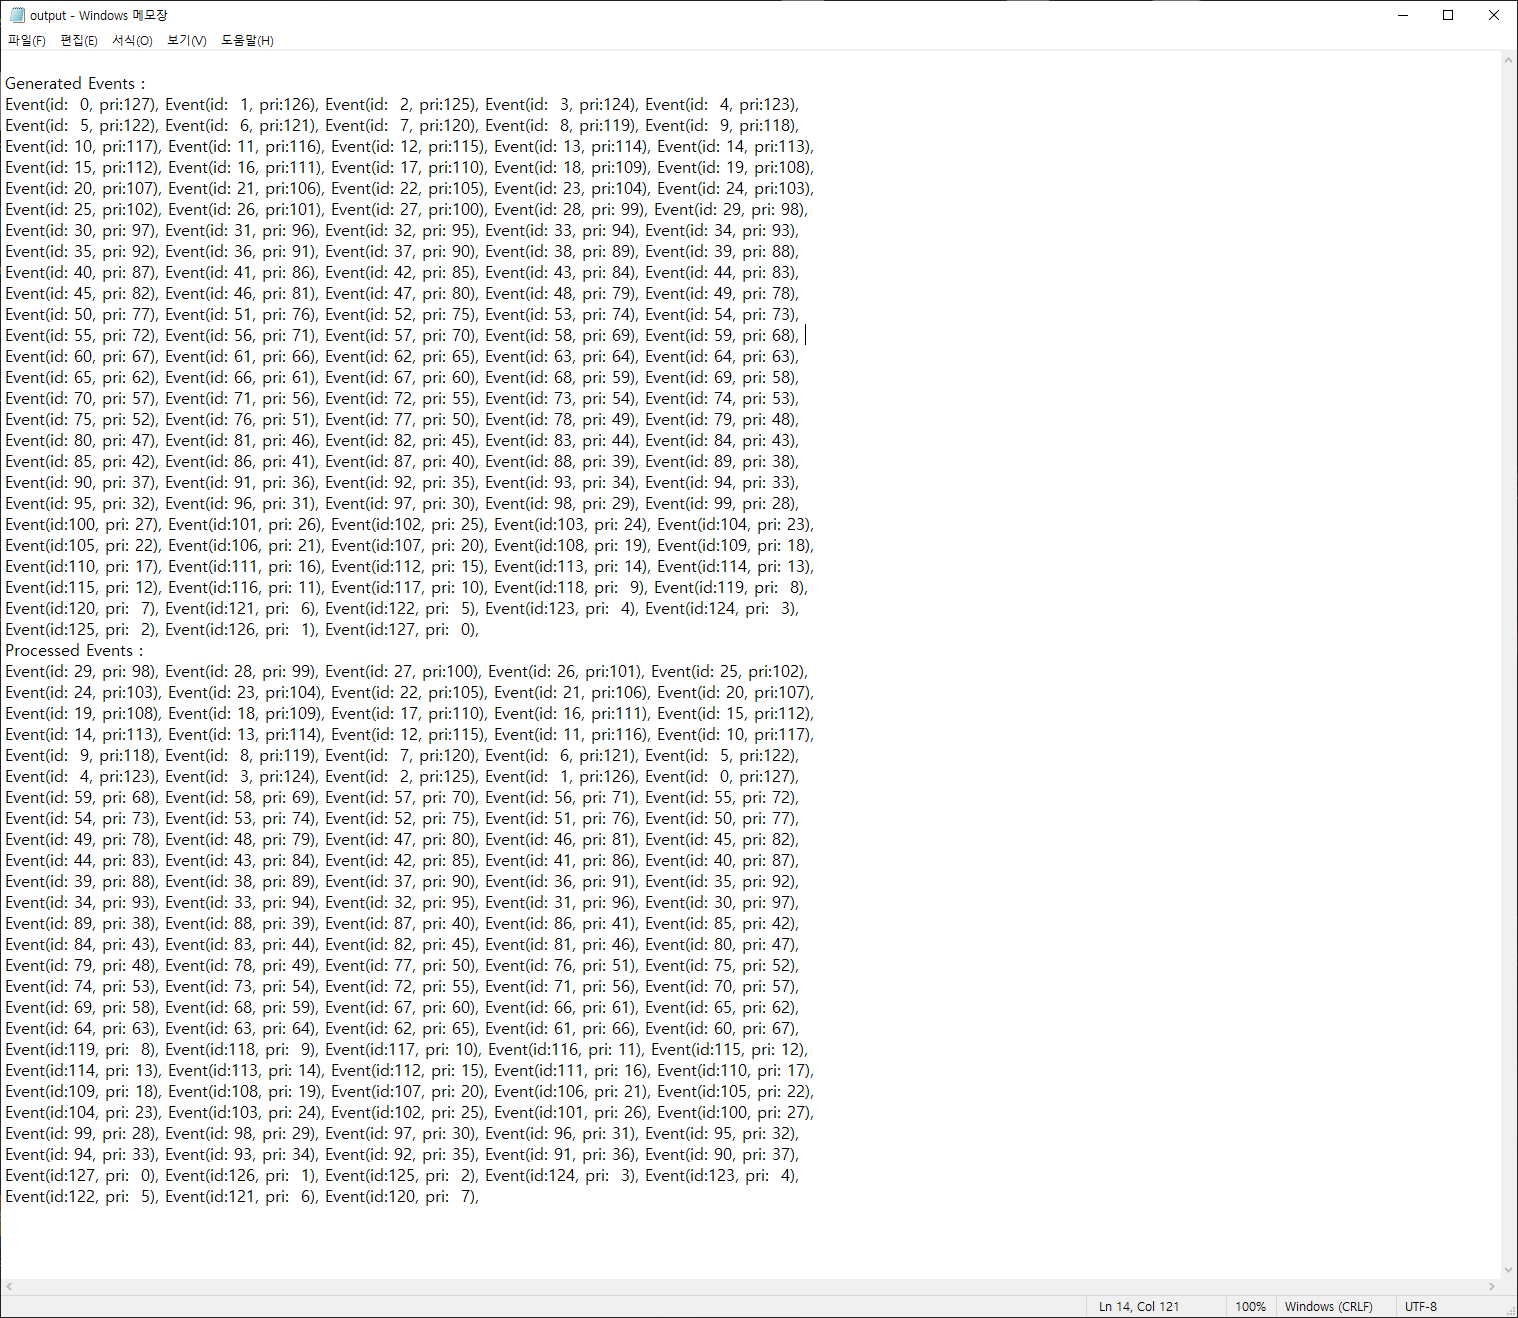 output - Windows 메모장
파일(F) 편집(E) 서식(O) 보기(V) 도움말(H)
Generated Events :
Event(id:  0, pri:127), Event(id:  1, pri:126), Event(id:  2, pri:125), Event(id:  3, pri:124), Event(id:  4, pri:123),
Event(id:  5, pri:122), Event(id:  6, pri:121), Event(id:  7, pri:120), Event(id:  8, pri:119), Event(id:  9, pri:118),
Event(id: 10, pri:117), Event(id: 11, pri:116), Event(id: 12, pri:115), Event(id: 13, pri:114), Event(id: 14, pri:113),
Event(id: 15, pri:112), Event(id: 16, pri:111), Event(id: 17, pri:110), Event(id: 18, pri:109), Event(id: 19, pri:108),
Event(id: 20, pri:107), Event(id: 21, pri:106), Event(id: 22, pri:105), Event(id: 23, pri:104), Event(id: 24, pri:103),
Event(id: 25, pri:102), Event(id: 26, pri:101), Event(id: 27, pri:100), Event(id: 28, pri: 99), Event(id: 29, pri: 98),
Event(id: 30, pri: 97), Event(id: 31, pri: 96), Event(id: 32, pri: 95), Event(id: 33, pri: 94), Event(id: 34, pri: 93),
Event(id: 35, pri: 92), Event(id: 36, pri: 91), Event(id: 37, pri: 90), Event(id: 38, pri: 89), Event(id: 39, pri: 88),
Event(id: 40, pri: 87), Event(id: 41, pri: 86), Event(id: 42, pri: 85), Event(id: 43, pri: 84), Event(id: 44, pri: 83),
Event(id: 45, pri: 82), Event(id: 46, pri: 81), Event(id: 47, pri: 80), Event(id: 48, pri: 79), Event(id: 49, pri: 78),
Event(id: 50, pri: 77), Event(id: 51, pri: 76), Event(id: 52, pri: 75), Event(id: 53, pri: 74), Event(id: 54, pri: 73),
Event(id: 55, pri: 72), Event(id: 56, pri: 71), Event(id: 57, pri: 70), Event(id: 58, pri: 69), Event(id: 59, pri: 68),
Event(id: 60, pri: 67), Event(id: 61, pri: 66), Event(id: 62, pri: 65), Event(id: 63, pri: 64), Event(id: 64, pri: 63),
Event(id: 65, pri: 62), Event(id: 66, pri: 61), Event(id: 67, pri: 60), Event(id: 68, pri: 59), Event(id: 69, pri: 58),
Event(id: 70, pri: 57), Event(id: 71, pri: 56), Event(id: 72, pri: 55), Event(id: 73, pri: 54), Event(id: 74, pri: 53),
Event(id: 75, pri: 52), Event(id: 76, pri: 51), Event(id: 77, pri: 50), Event(id: 78, pri: 49), Event(id: 79, pri: 48),
Event(id: 80, pri: 47), Event(id: 81, pri: 46), Event(id: 82, pri: 45), Event(id: 83, pri: 44), Event(id: 84, pri: 43),
Event(id: 85, pri: 42), Event(id: 86, pri: 41), Event(id: 87, pri: 40), Event(id: 88, pri: 39), Event(id: 89, pri: 38),
Event(id: 90, pri: 37), Event(id: 91, pri: 36), Event(id: 92, pri: 35), Event(id: 93, pri: 34), Event(id: 94, pri: 33),
Event(id: 95, pri: 32), Event(id: 96, pri: 31), Event(id: 97, pri: 30), Event(id: 98, pri: 29), Event(id: 99, pri: 28),
Event(id:100, pri: 27), Event(id:101, pri: 26), Event(id:102, pri: 25), Event(id:103, pri: 24), Event(id:104, pri: 23),
Event(id:105, pri: 22), Event(id:106, pri: 21), Event(id:107, pri: 20), Event(id:108, pri: 19), Event(id:109, pri: 18),
Event(id:110, pri: 17), Event(id:111, pri: 16), Event(id:112, pri: 15), Event(id:113, pri: 14), Event(id:114, pri: 13),
Event(id:115, pri: 12), Event(id:116, pri: 11), Event(id:117, pri: 10), Event(id:118, pri:  9), Event(id:119, pri:  8),
Event(id:120, pri:  7), Event(id:121, pri:  6), Event(id:122, pri:  5), Event(id:123, pri:  4), Event(id:124, pri:  3),
Event(id:125, pri:  2), Event(id:126, pri:  1), Event(id:127, pri:  0),
Processed Events :
Event(id: 29, pri: 98), Event(id: 28, pri: 99), Event(id: 27, pri:100), Event(id: 26, pri:101), Event(id: 25, pri:102),
Event(id: 24, pri:103), Event(id: 23, pri:104), Event(id: 22, pri:105), Event(id: 21, pri:106), Event(id: 20, pri:107),
Event(id: 19, pri:108), Event(id: 18, pri:109), Event(id: 17, pri:110), Event(id: 16, pri:111), Event(id: 15, pri:112),
Event(id: 14, pri:113), Event(id: 13, pri:114), Event(id: 12, pri:115), Event(id: 11, pri:116), Event(id: 10, pri:117),
Event(id:  9, pri:118), Event(id:  8, pri:119), Event(id:  7, pri:120), Event(id:  6, pri:121), Event(id:  5, pri:122),
Event(id:  4, pri:123), Event(id:  3, pri:124), Event(id:  2, pri:125), Event(id:  1, pri:126), Event(id:  0, pri:127),
Event(id: 59, pri: 68), Event(id: 58, pri: 69), Event(id: 57, pri: 70), Event(id: 56, pri: 71), Event(id: 55, pri: 72),
Event(id: 54, pri: 73), Event(id: 53, pri: 74), Event(id: 52, pri: 75), Event(id: 51, pri: 76), Event(id: 50, pri: 77),
Event(id: 49, pri: 78), Event(id: 48, pri: 79), Event(id: 47, pri: 80), Event(id: 46, pri: 81), Event(id: 45, pri: 82),
Event(id: 44, pri: 83), Event(id: 43, pri: 84), Event(id: 42, pri: 85), Event(id: 41, pri: 86), Event(id: 40, pri: 87),
Event(id: 39, pri: 88), Event(id: 38, pri: 89), Event(id: 37, pri: 90), Event(id: 36, pri: 91), Event(id: 35, pri: 92),
Event(id: 34, pri: 93), Event(id: 33, pri: 94), Event(id: 32, pri: 95), Event(id: 31, pri: 96), Event(id: 30, pri: 97),
Event(id: 89, pri: 38), Event(id: 88, pri: 39), Event(id: 87, pri: 40), Event(id: 86, pri: 41), Event(id: 85, pri: 42),
Event(id: 84, pri: 43), Event(id: 83, pri: 44), Event(id: 82, pri: 45), Event(id: 81, pri: 46), Event(id: 80, pri: 47),
Event(id: 79, pri: 48), Event(id: 78, pri: 49), Event(id: 77, pri: 50), Event(id: 76, pri: 51), Event(id: 75, pri: 52),
Event(id: 74, pri: 53), Event(id: 73, pri: 54), Event(id: 72, pri: 55), Event(id: 71, pri: 56), Event(id: 70, pri: 57),
Event(id: 69, pri: 58), Event(id: 68, pri: 59), Event(id: 67, pri: 60), Event(id: 66, pri: 61), Event(id: 65, pri: 62),
Event(id: 64, pri: 63), Event(id: 63, pri: 64), Event(id: 62, pri: 65), Event(id: 61, pri: 66), Event(id: 60, pri: 67),
Event(id:119, pri:  8), Event(id:118, pri:  9), Event(id:117, pri: 10), Event(id:116, pri: 11), Event(id:115, pri: 12),
Event(id:114, pri: 13), Event(id:113, pri: 14), Event(id:112, pri: 15), Event(id:111, pri: 16), Event(id:110, pri: 17),
Event(id:109, pri: 18), Event(id:108, pri: 19), Event(id:107, pri: 20), Event(id:106, pri: 21), Event(id:105, pri: 22),
Event(id:104, pri: 23), Event(id:103, pri: 24), Event(id:102, pri: 25), Event(id:101, pri: 26), Event(id:100, pri: 27),
Event(id: 99, pri: 28), Event(id: 98, pri: 29), Event(id: 97, pri: 30), Event(id: 96, pri: 31), Event(id: 95, pri: 32),
Event(id: 94, pri: 33), Event(id: 93, pri: 34), Event(id: 92, pri: 35), Event(id: 91, pri: 36), Event(id: 90, pri: 37),
Event(id:127, pri:  0), Event(id:126, pri:  1), Event(id:125, pri:  2), Event(id:124, pri:  3), Event(id:123, pri:  4),
Event(id:122, pri:  5), Event(id:121, pri:  6), Event(id:120, pri:  7),
Ln 14, Col 121 100% Windows (CRLF) UTF-8